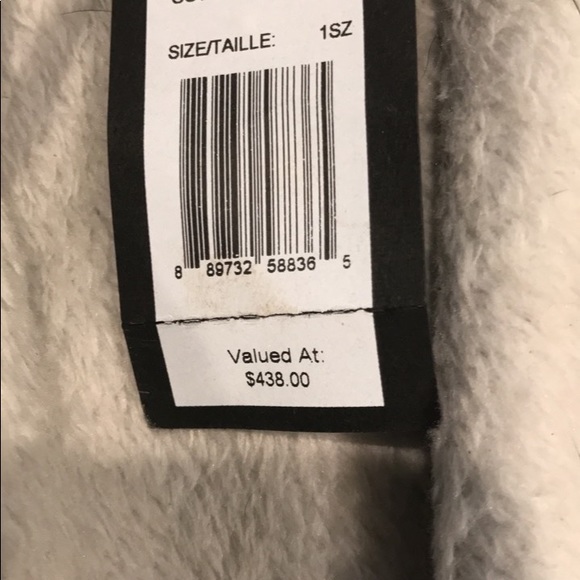 SIZE/TAILLE: 1SZ
8 89732 58836 5
Valued At:
$438.00